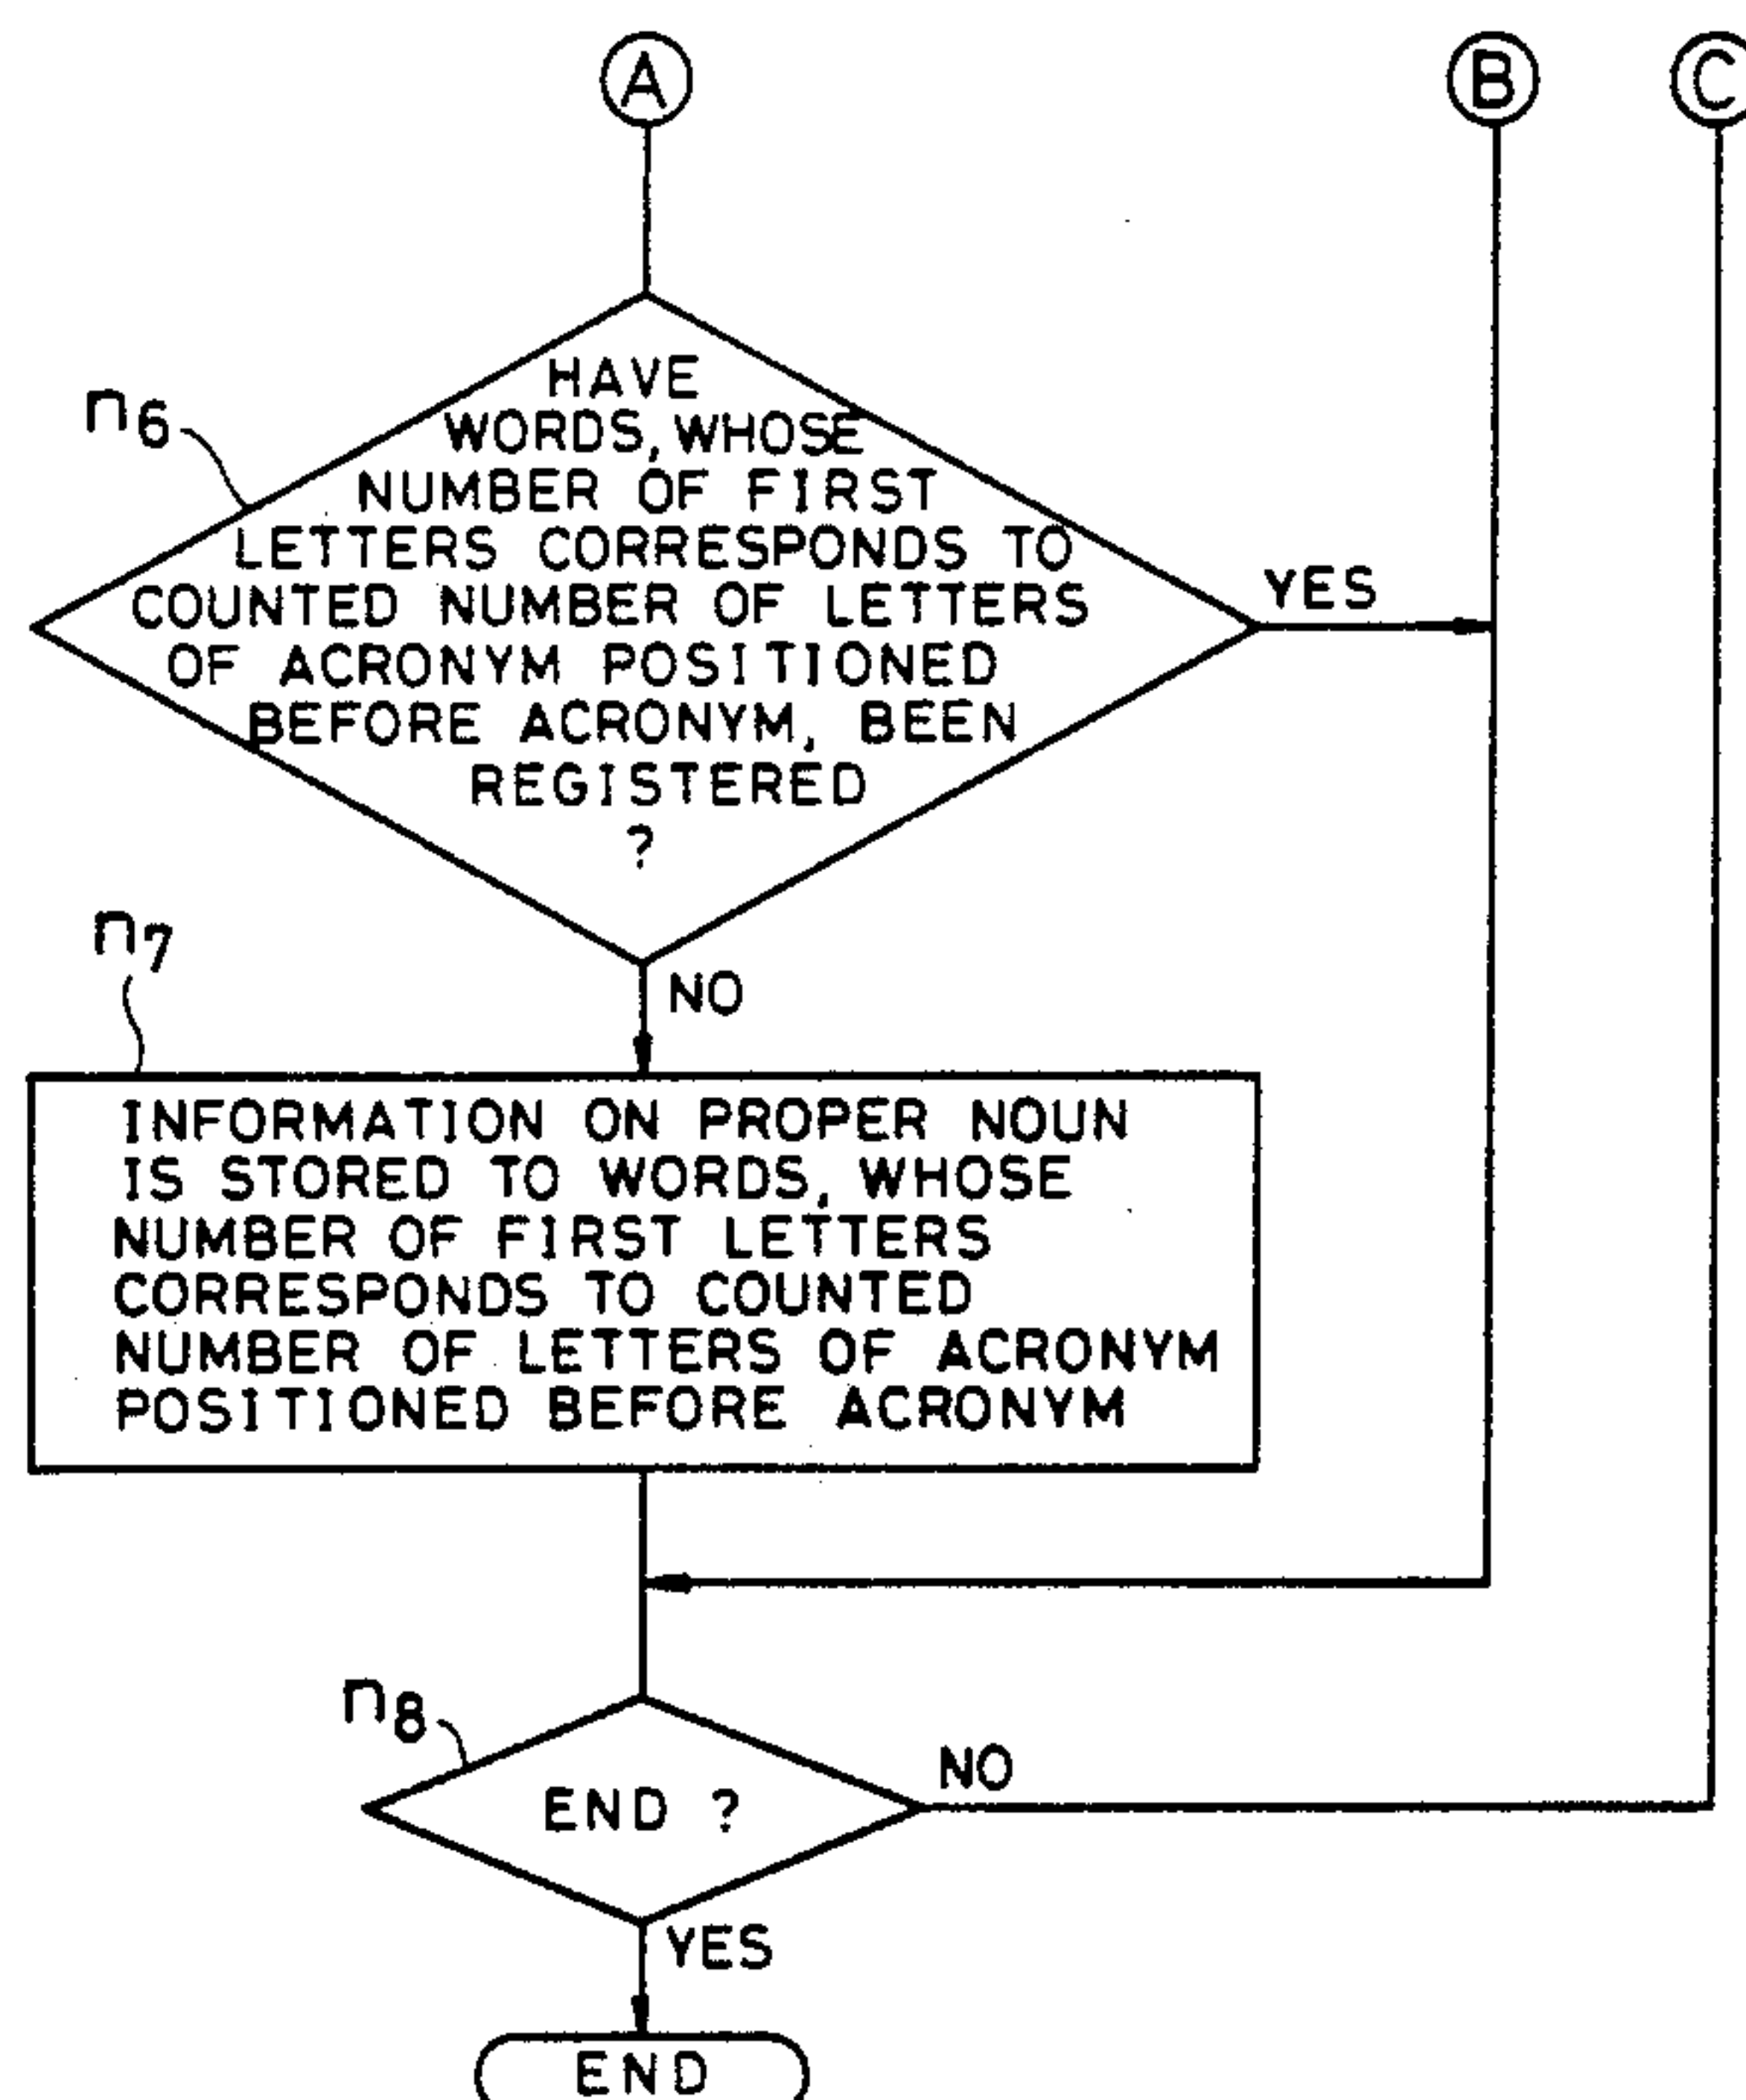 A
B
C
n6
HAVE
WORDS, WHOSE
NUMBER OF FIRST
LETTERS CORRESPONDS TO
COUNTED NUMBER OF LETTERS
OF ACRONYM POSITIONED
BEFORE ACRONYM, BEEN
REGISTERED
?
YES
NO
n7
INFORMATION ON PROPER NOUN
IS STORED TO WORDS, WHOSE
NUMBER OF FIRST LETTERS
CORRESPONDS TO COUNTED
NUMBER OF LETTERS OF ACRONYM
POSITIONED BEFORE ACRONYM
n8
END ?
NO
YES
END